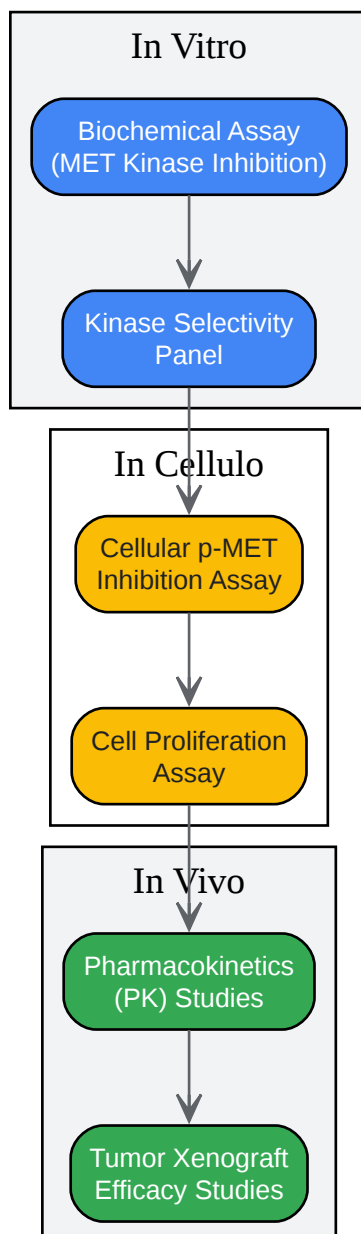 In Vitro
Biochemical Assay
(MET Kinase Inhibition)
Kinase Selectivity
Panel
In Cellulo
Cellular p-MET
Inhibition Assay
Cell Proliferation
Assay
In Vivo
Pharmacokinetics
(PK) Studies
Tumor Xenograft
Efficacy Studies